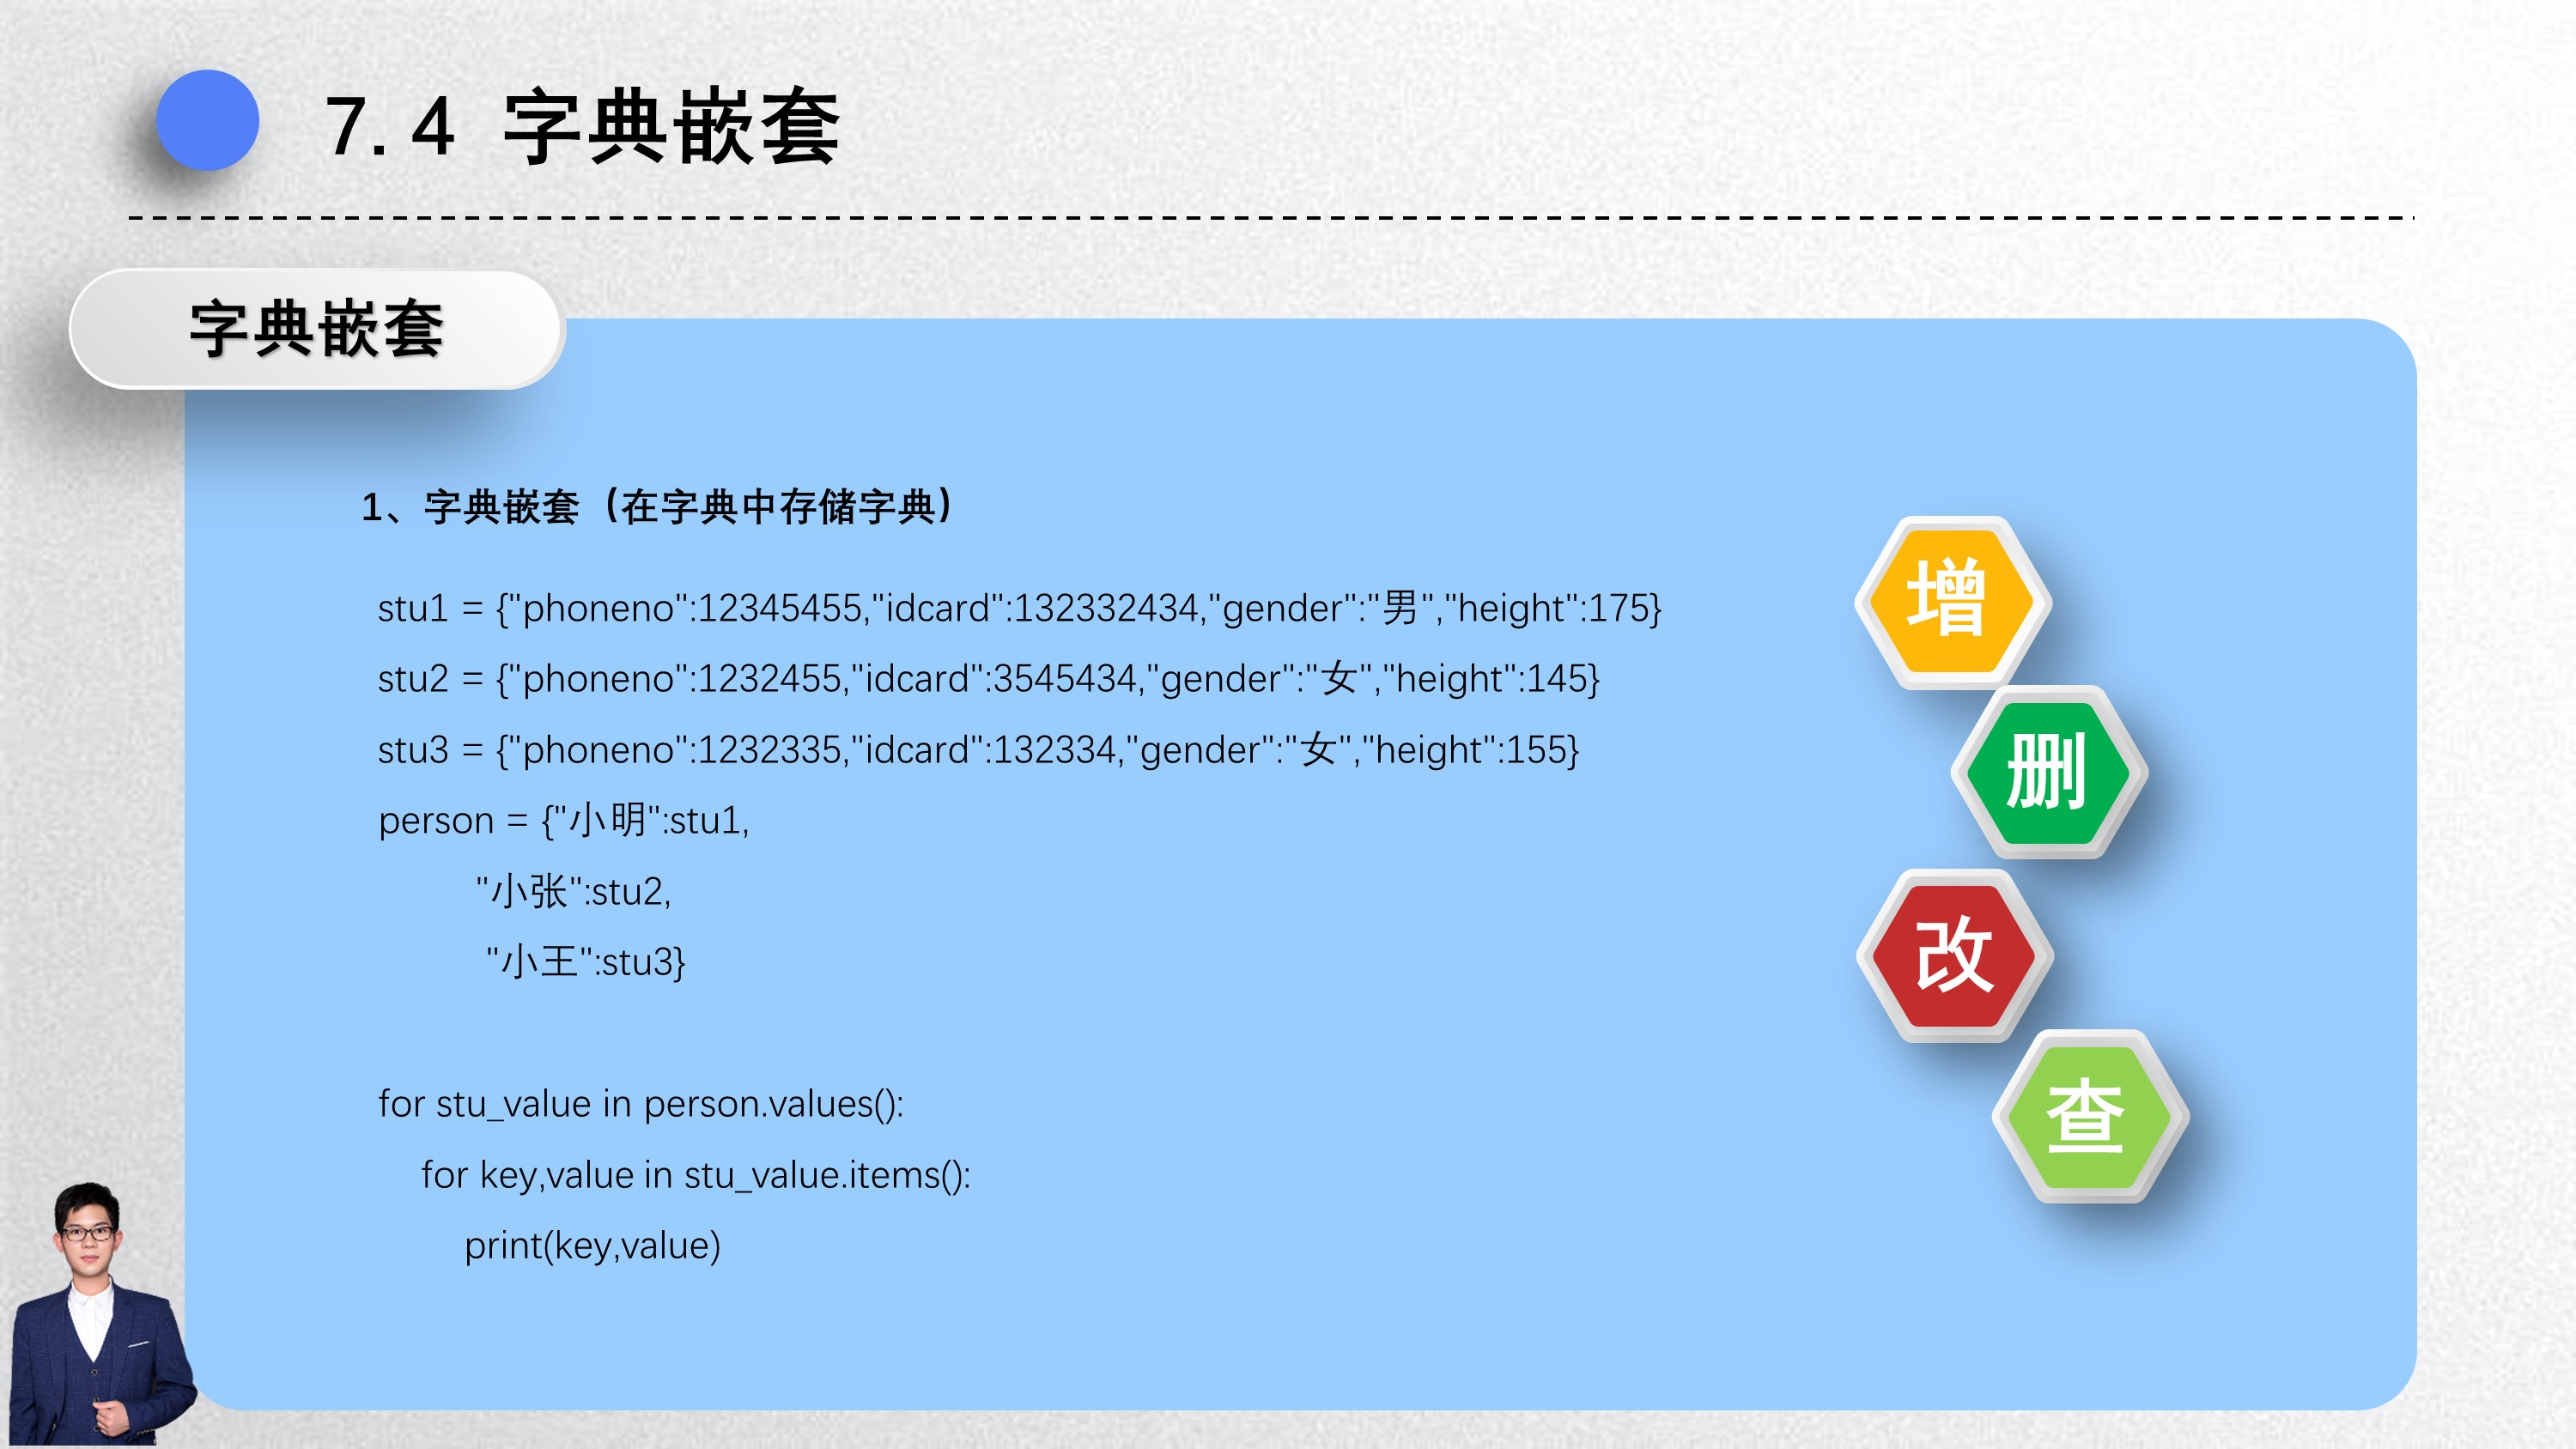 7.4 字典嵌套
字典嵌套
1、字典嵌套（在字典中存储字典）
stu1 = {"phoneno":12345455,"idcard":132332434,"gender":"男","height":175}
stu2 = {"phoneno":1232455,"idcard":3545434,"gender":"女","height":145}
stu3 = {"phoneno":1232335,"idcard":132334,"gender":"女","height":155}
person = {"小明":stu1,
"小张":stu2,
"小王":stu3}
for stu_value in person.values():
for key,value in stu_value.items():
print(key,value)
增
删
改
查